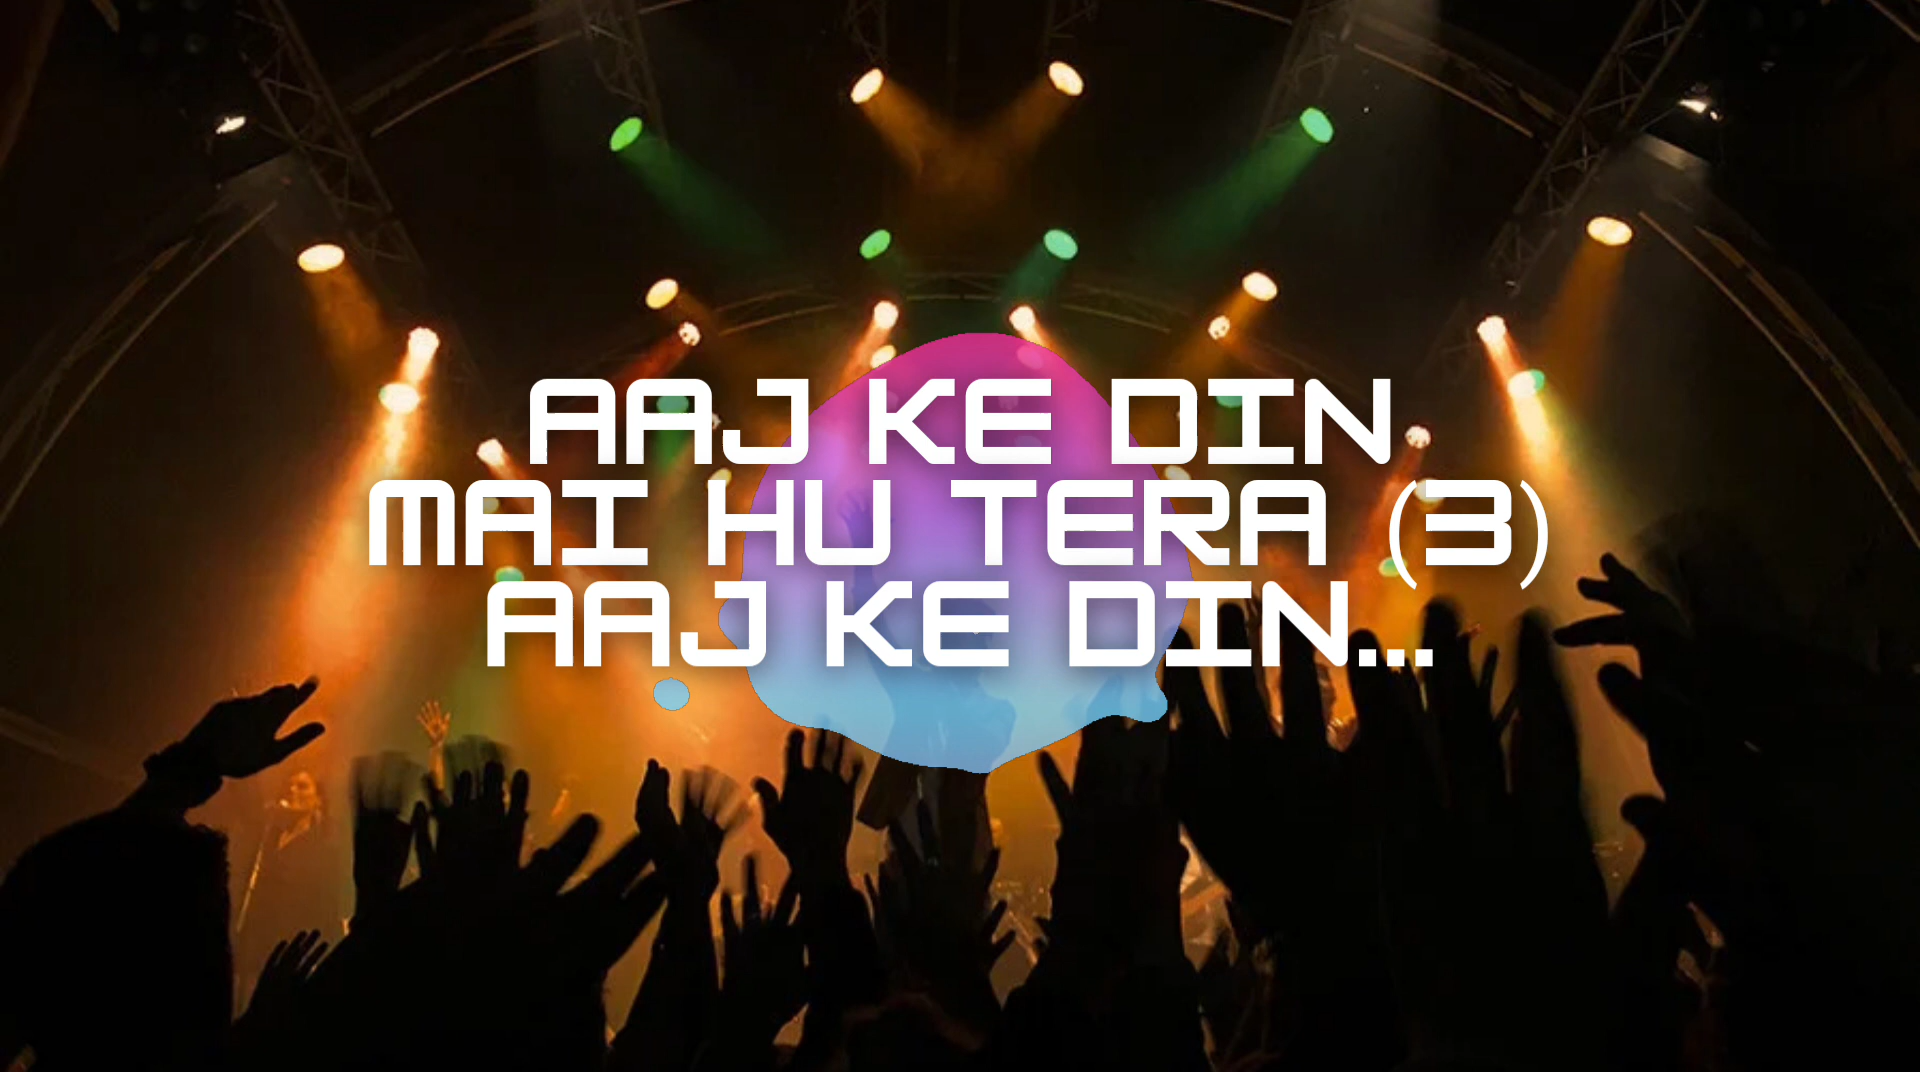 AAJ KE DIN
MAI HU TERA (3)
AAJ KE DIN...